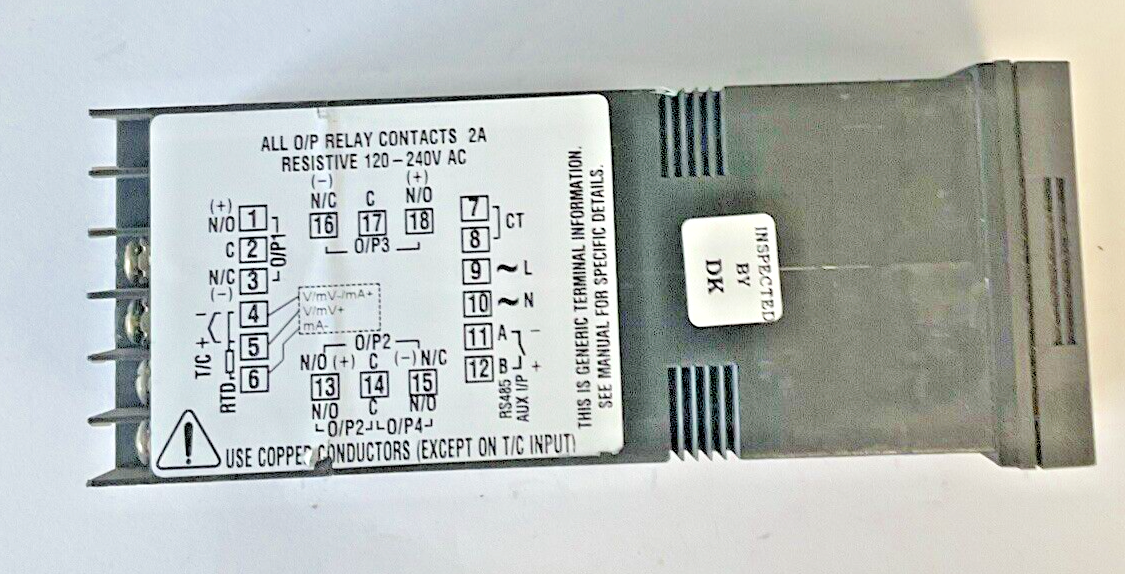 ALL O/P RELAY CONTACTS 2A
RESISTIVE 120-240V AC
(+)
N/O 1
C 2
N/C 3
(-)
O/P1
(-) (+)
N/C C N/O
16 17 18
O/P3
7
8
CT
9 ~ L
10 ~ N
11 A -
12 B +
RS485
AUX I/P
4
5
6
- +
T/C
RTD
V/mV-/mA+
V/mV+
mA-
O/P2
N/O (+) C (-) N/C
13 14 15
N/O C N/O
O/P2 O/P4
USE COPPER CONDUCTORS (EXCEPT ON T/C INPUT)
THIS IS GENERIC TERMINAL INFORMATION.
SEE MANUAL FOR SPECIFIC DETAILS.
INSPECTED
BY
DK